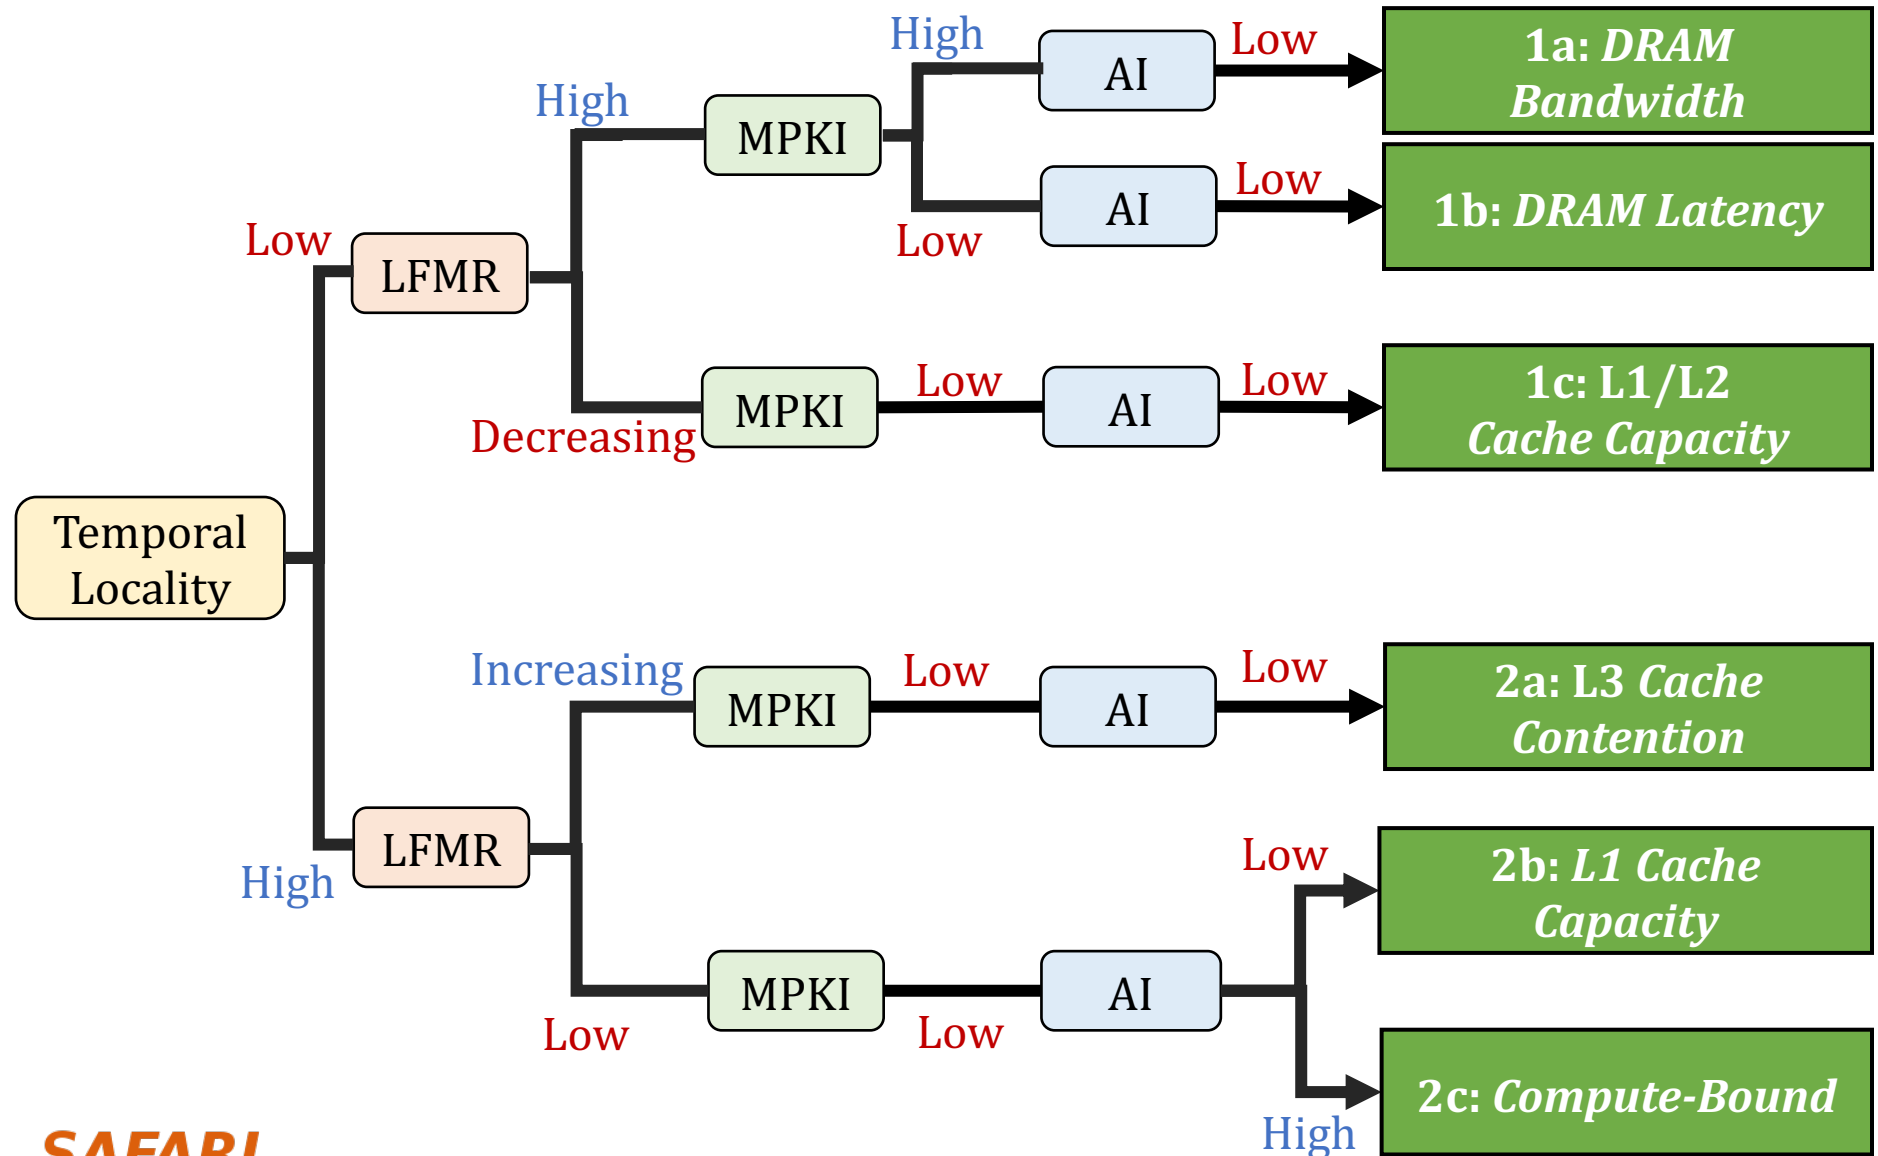 High
AI
Low
1a: DRAM
Bandwidth
High
MPKI
Low
AI
Low
1b: DRAM Latency
Low
LFMR
Decreasing
MPKI
Low
AI
Low
1c: L1/L2
Cache Capacity
Temporal
Locality
Increasing
MPKI
Low
AI
Low
2a: L3 Cache
Contention
High
LFMR
Low
MPKI
Low
AI
Low
2b: L1 Cache
Capacity
High
2c: Compute-Bound
SAFARI